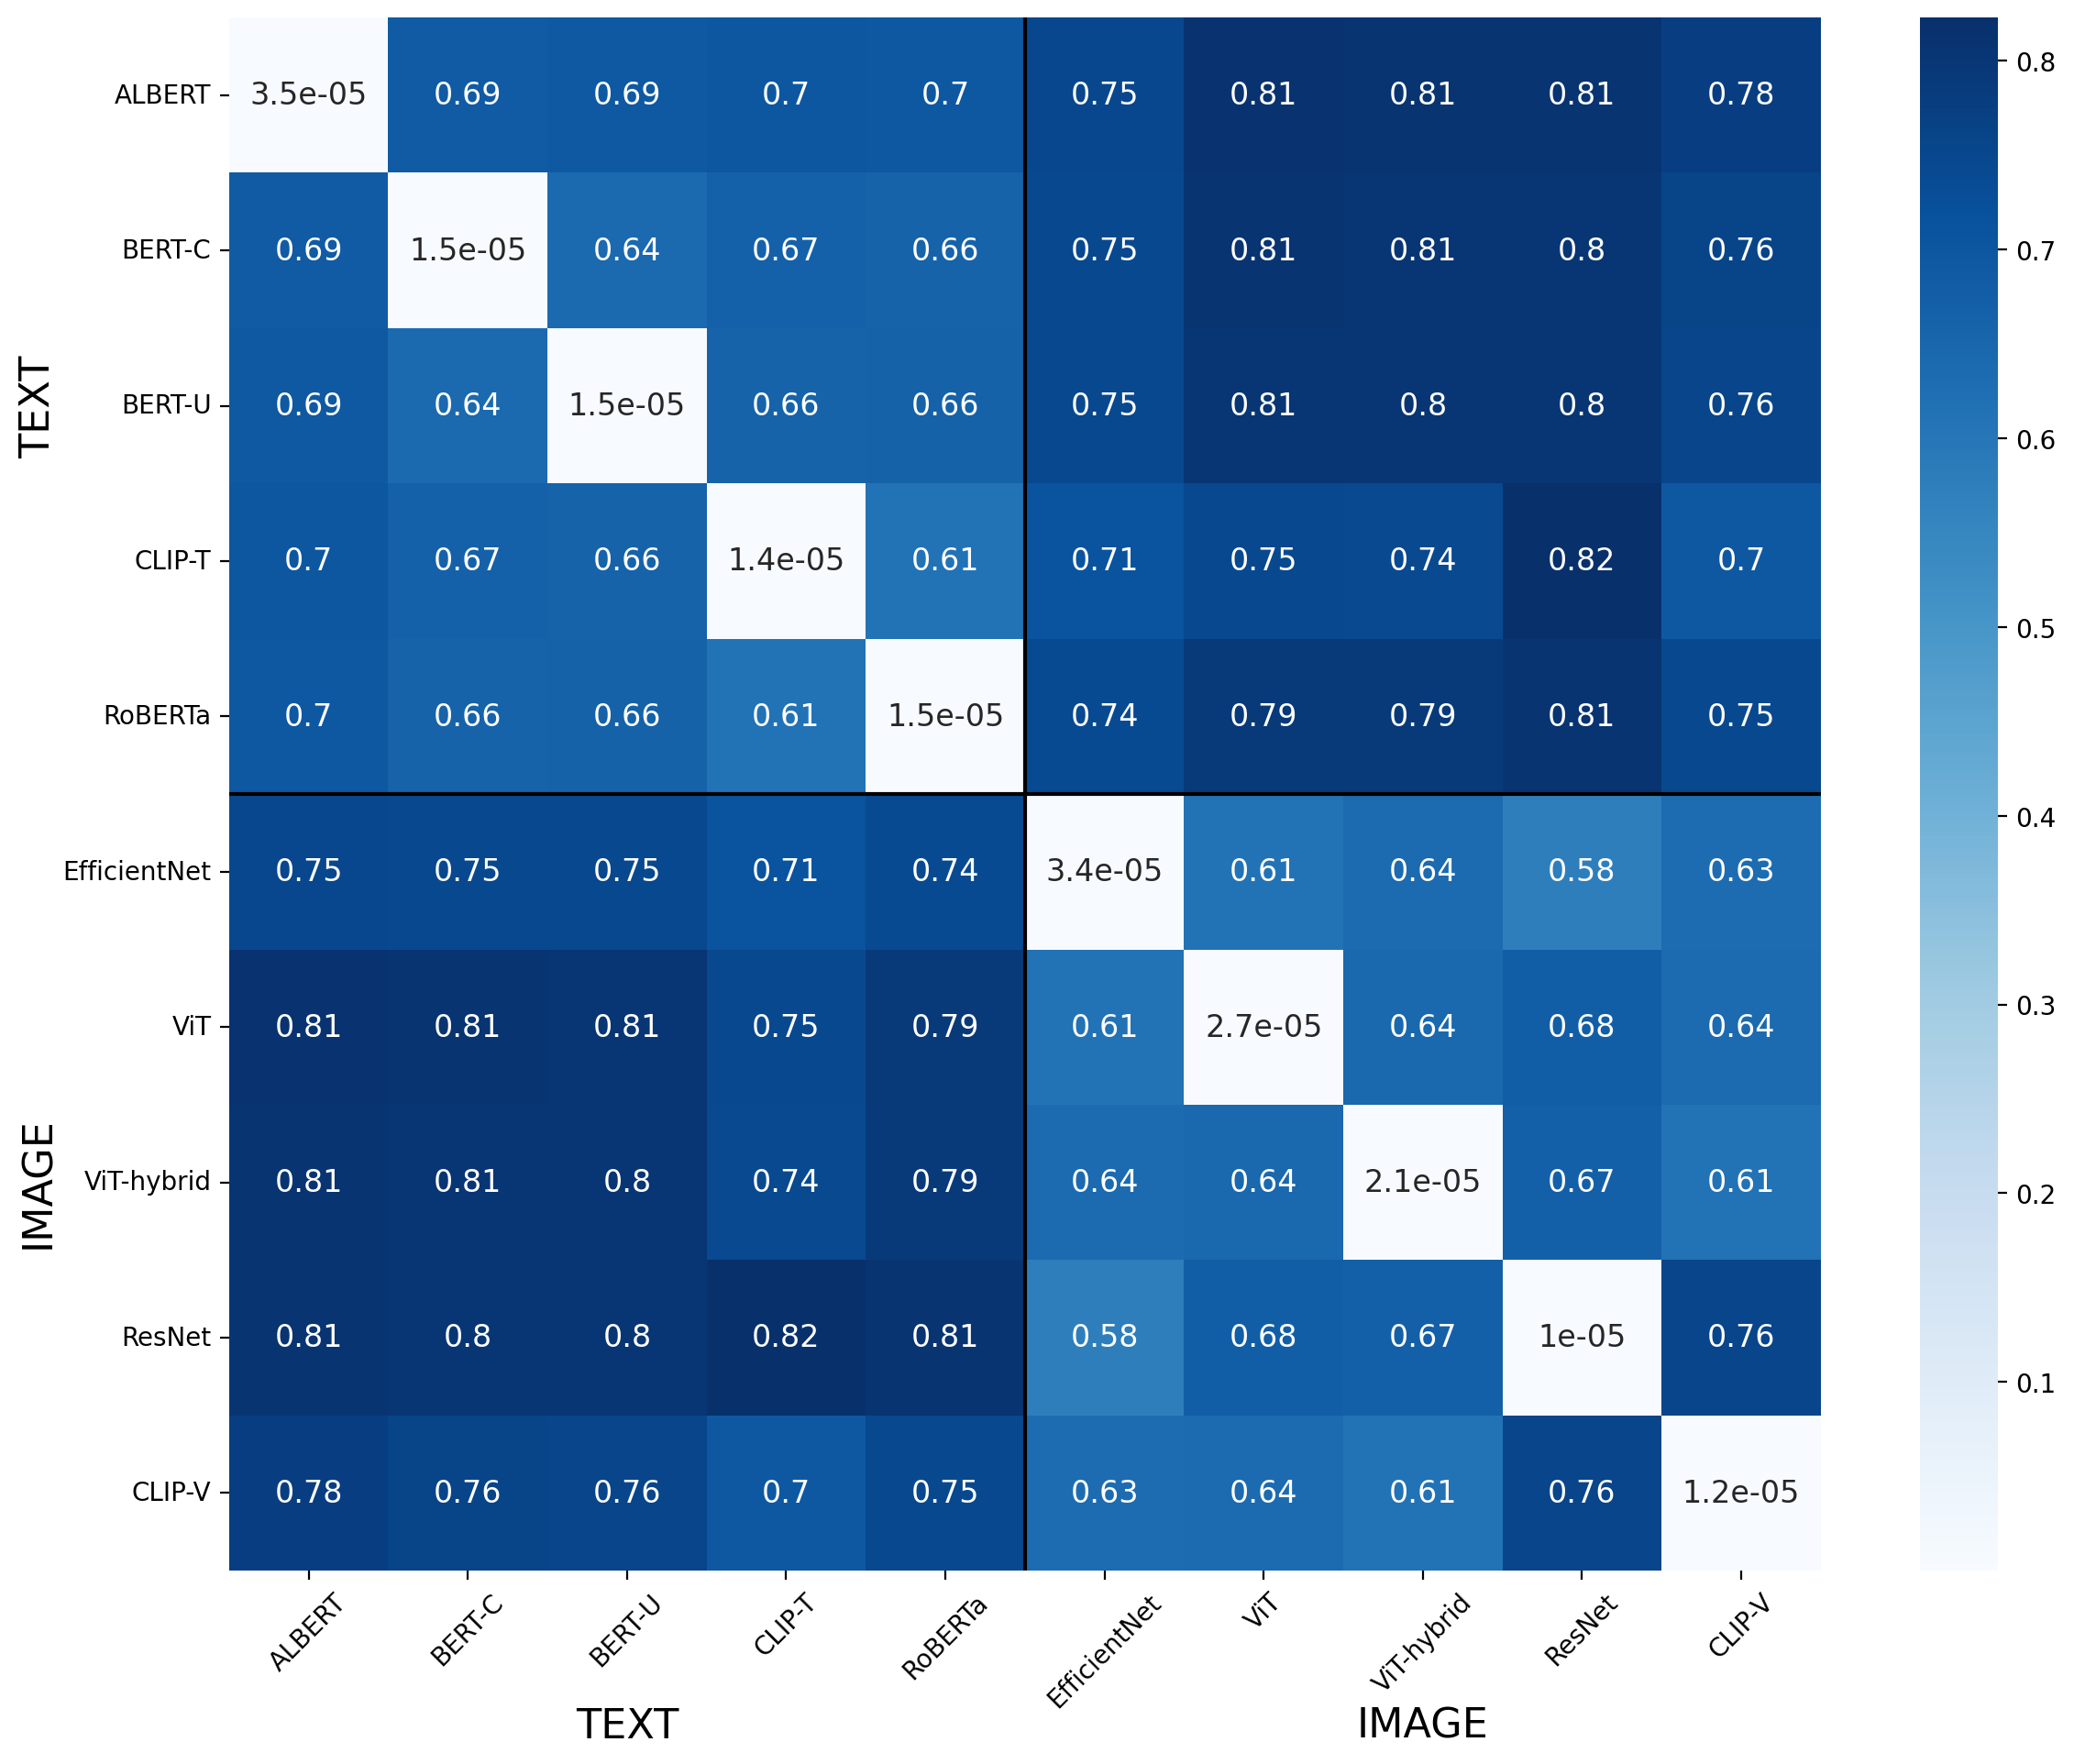 ALBERT 3.5e-05 0.69 0.69 0.7 0.7 0.75 0.81 0.81 0.81 0.78
BERT-C 0.69 1.5e-05 0.64 0.67 0.66 0.75 0.81 0.81 0.8 0.76
BERT-U 0.69 0.64 1.5e-05 0.66 0.66 0.75 0.81 0.8 0.8 0.76
CLIP-T 0.7 0.67 0.66 1.4e-05 0.61 0.71 0.75 0.74 0.82 0.7
RoBERTa 0.7 0.66 0.66 0.61 1.5e-05 0.74 0.79 0.79 0.81 0.75
EfficientNet 0.75 0.75 0.75 0.71 0.74 3.4e-05 0.61 0.64 0.58 0.63
ViT 0.81 0.81 0.81 0.75 0.79 0.61 2.7e-05 0.64 0.68 0.64
ViT-hybrid 0.81 0.81 0.8 0.74 0.79 0.64 0.64 2.1e-05 0.67 0.61
ResNet 0.81 0.8 0.8 0.82 0.81 0.58 0.68 0.67 1e-05 0.76
CLIP-V 0.78 0.76 0.76 0.7 0.75 0.63 0.64 0.61 0.76 1.2e-05
ALBERT BERT-C BERT-U CLIP-T RoBERTa EfficientNet ViT ViT-hybrid ResNet CLIP-V
TEXT IMAGE
TEXT
IMAGE
0.8
0.7
0.6
0.5
0.4
0.3
0.2
0.1